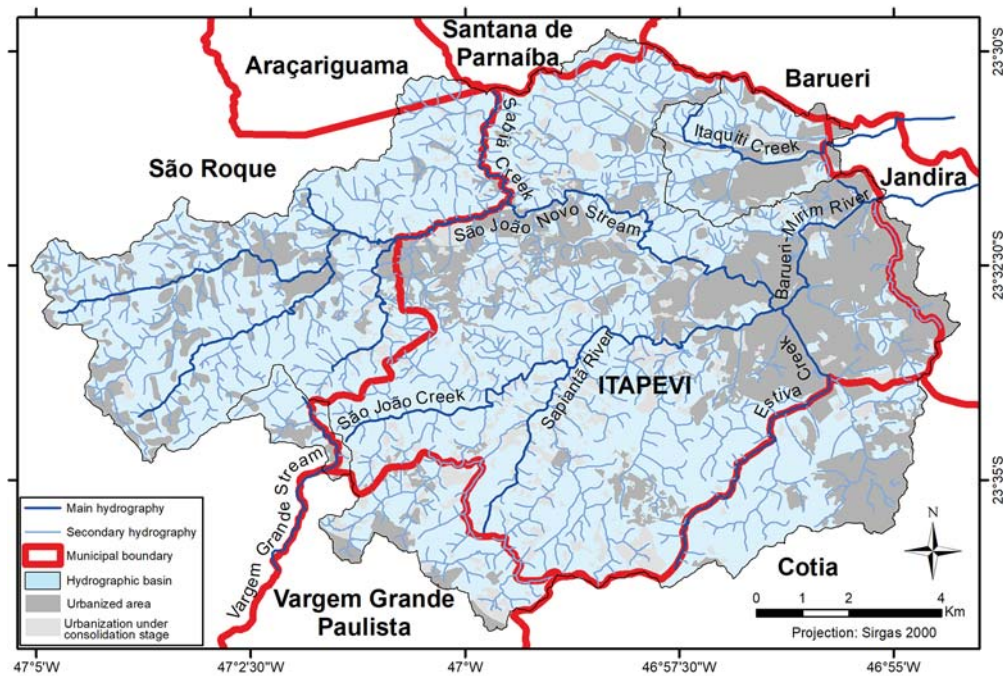 Santana de
Parnaíba
Araçariguama
Barueri
São Roque
Jandira
Itaquiti Creek
Sabiá Creek
São João Novo Stream
Barueri-Mirim River
Sapiantã River
ITAPEVI
Estiva Creek
São João Creek
Vargem Grande Stream
Vargem Grande
Paulista
Cotia
23°30'S
23°32'30"S
23°35'S
Main hydrography
Secondary hydrography
Municipal boundary
Hydrographic basin
Urbanized area
Urbanization under
consolidation stage
N
0 1 2 4
Km
Projection: Sirgas 2000
47°5'W 47°2'30"W 47°0'W 46°57'30"W 46°55'W